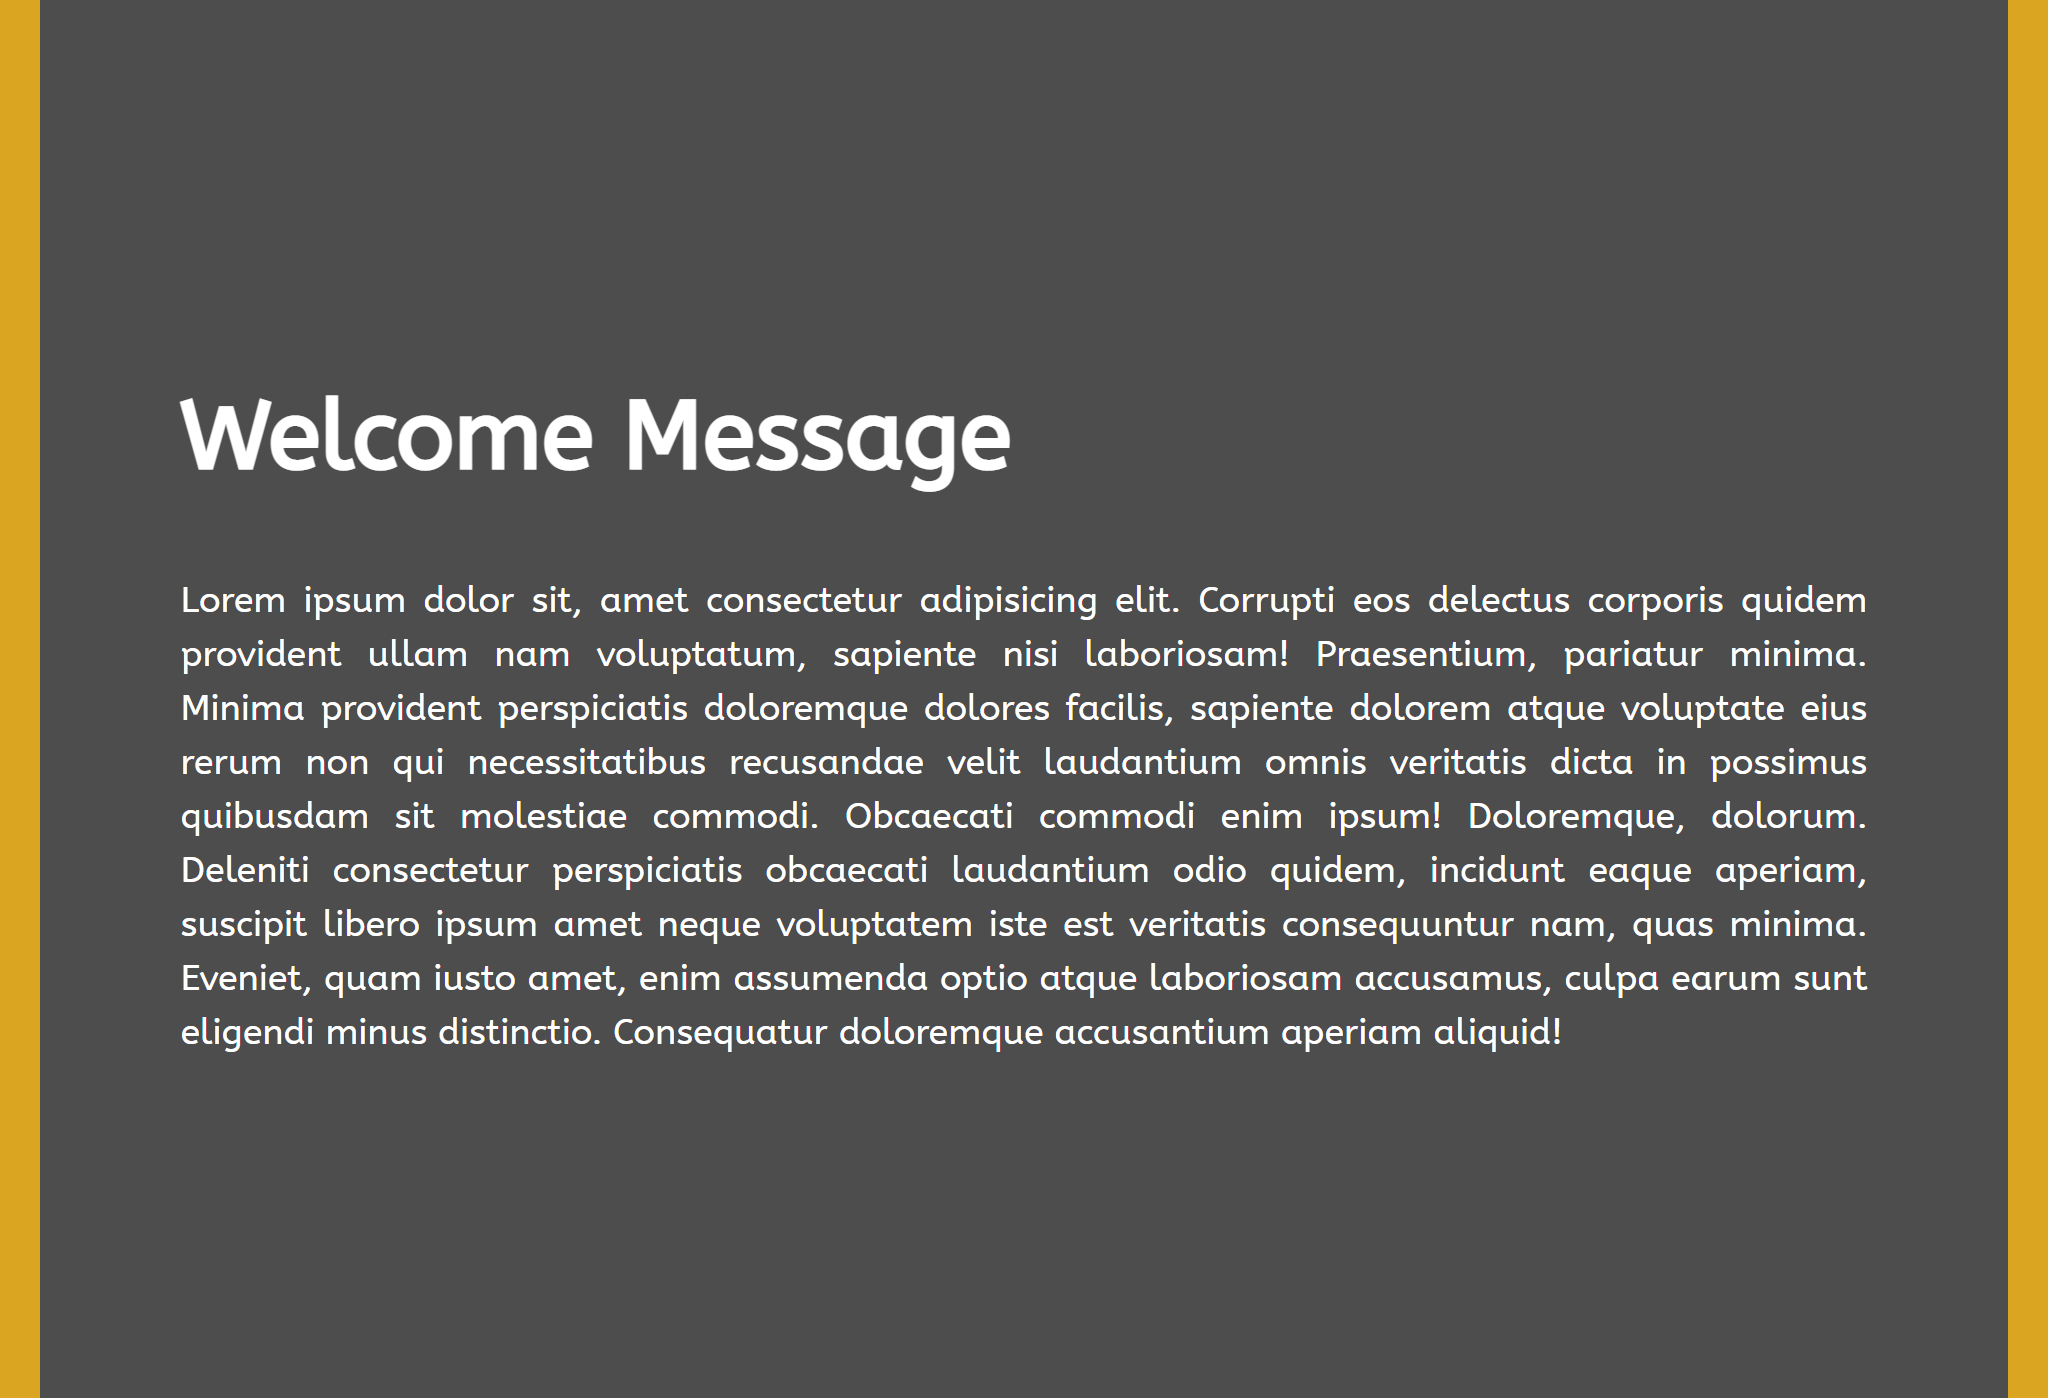 Welcome Message
Lorem ipsum dolor sit, amet consectetur adipisicing elit. Corrupti eos delectus corporis quidem
provident ullam nam voluptatum, sapiente nisi laboriosam! Praesentium, pariatur minima.
Minima provident perspiciatis doloremque dolores facilis, sapiente dolorem atque voluptate eius
rerum non qui necessitatibus recusandae velit laudantium omnis veritatis dicta in possimus
quibusdam sit molestiae commodi. Obcaecati commodi enim ipsum! Doloremque, dolorum.
Deleniti consectetur perspiciatis obcaecati laudantium odio quidem, incidunt eaque aperiam,
suscipit libero ipsum amet neque voluptatem iste est veritatis consequuntur nam, quas minima.
Eveniet, quam iusto amet, enim assumenda optio atque laboriosam accusamus, culpa earum sunt
eligendi minus distinctio. Consequatur doloremque accusantium aperiam aliquid!